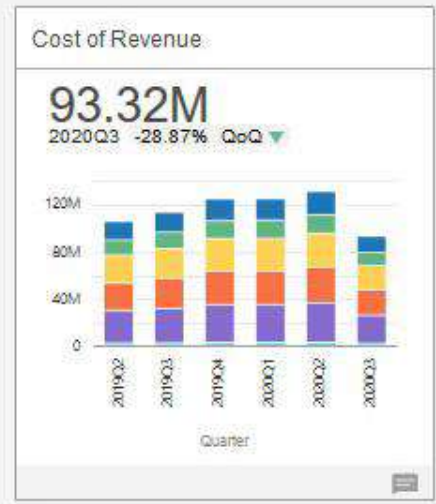 Cost of Revenue
93.32M
2020Q3 -28.87% QoQ
120M
80M
40M
0
2019Q2
2019Q3
2019Q4
2020Q1
2020Q2
2020Q3
Quarter